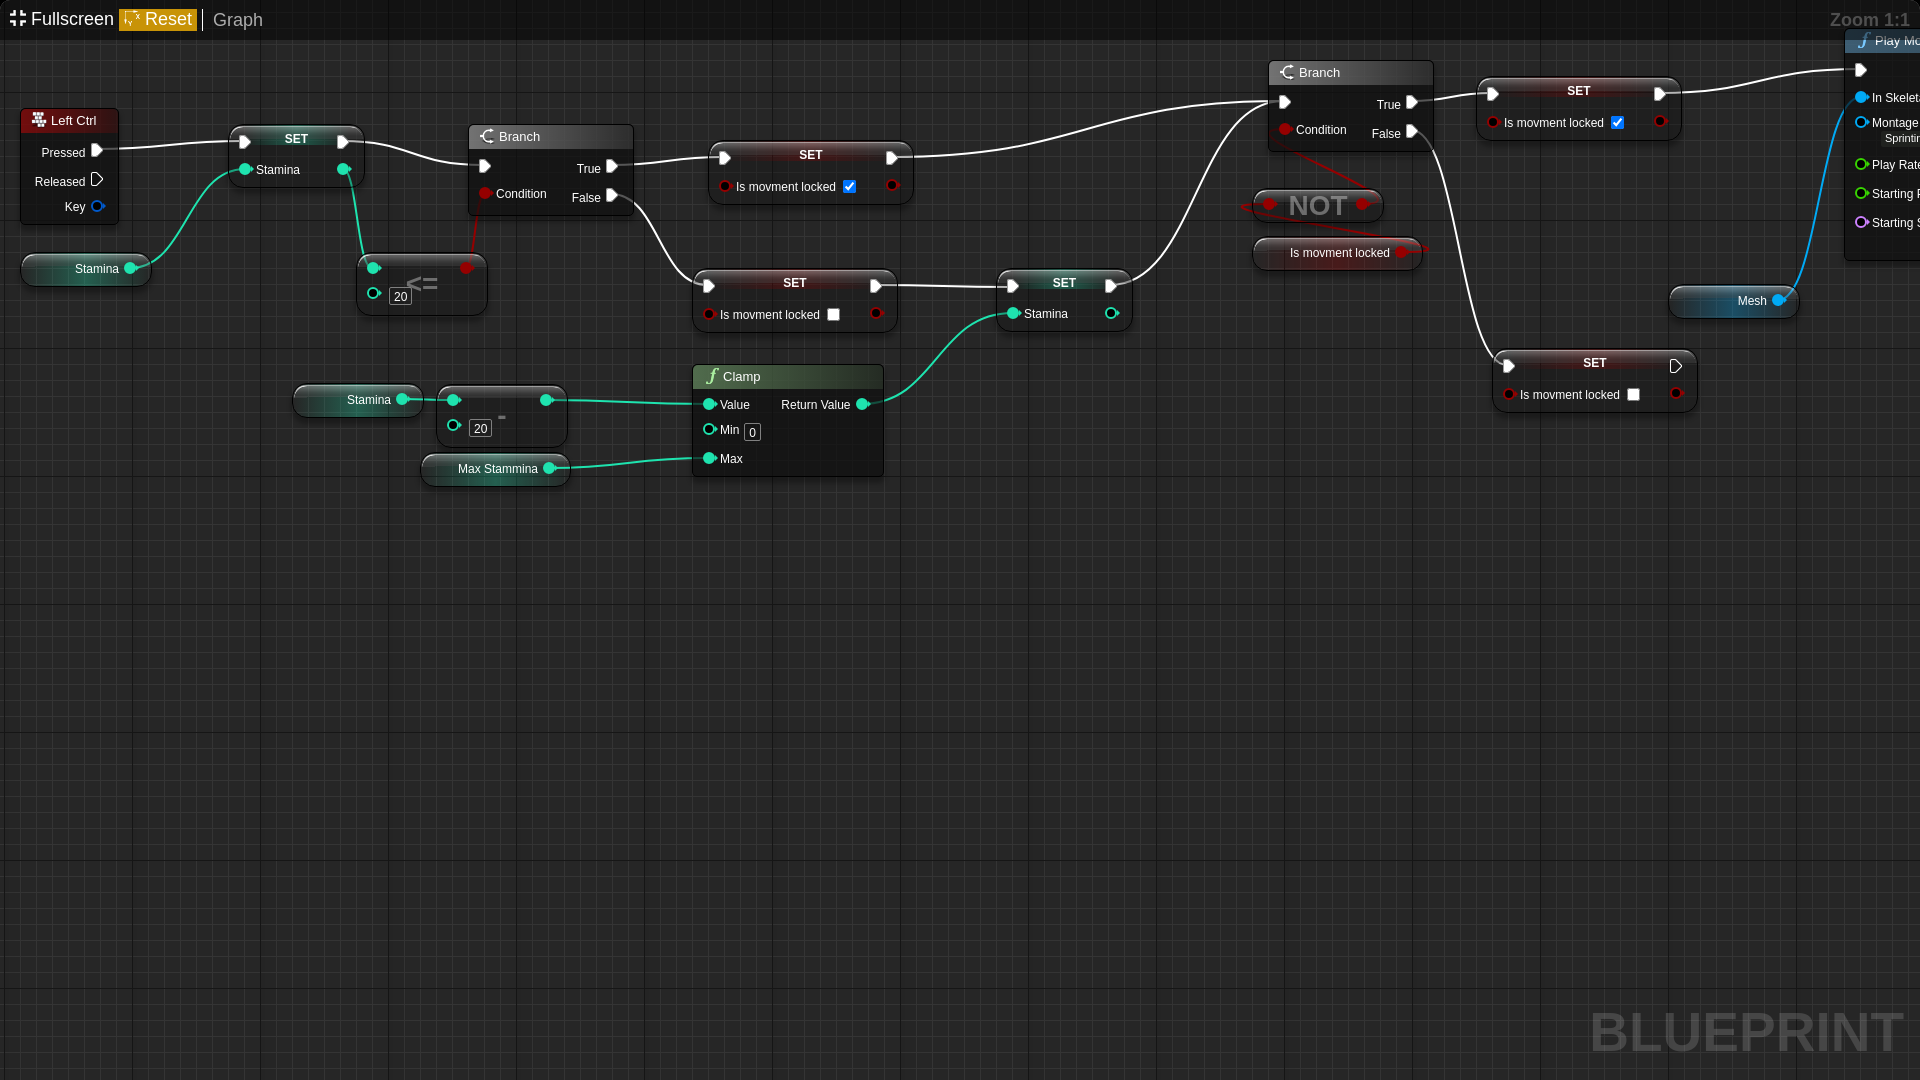 Fullscreen Reset Graph
Zoom 1:1
Left Ctrl
Pressed
Released
Key
Stamina
SET
Stamina
<=
20
Branch
Condition
True
False
SET
Is movment locked
SET
Is movment locked
SET
Stamina
Stamina
-
20
Max Stammina
Clamp
Value
Return Value
Min 0
Max
Branch
Condition
True
False
NOT
Is movment locked
SET
Is movment locked
SET
Is movment locked
Mesh
Play Mo
In Skeleta
Montage
Sprintin
Play Rate
Starting P
Starting S
BLUEPRINT